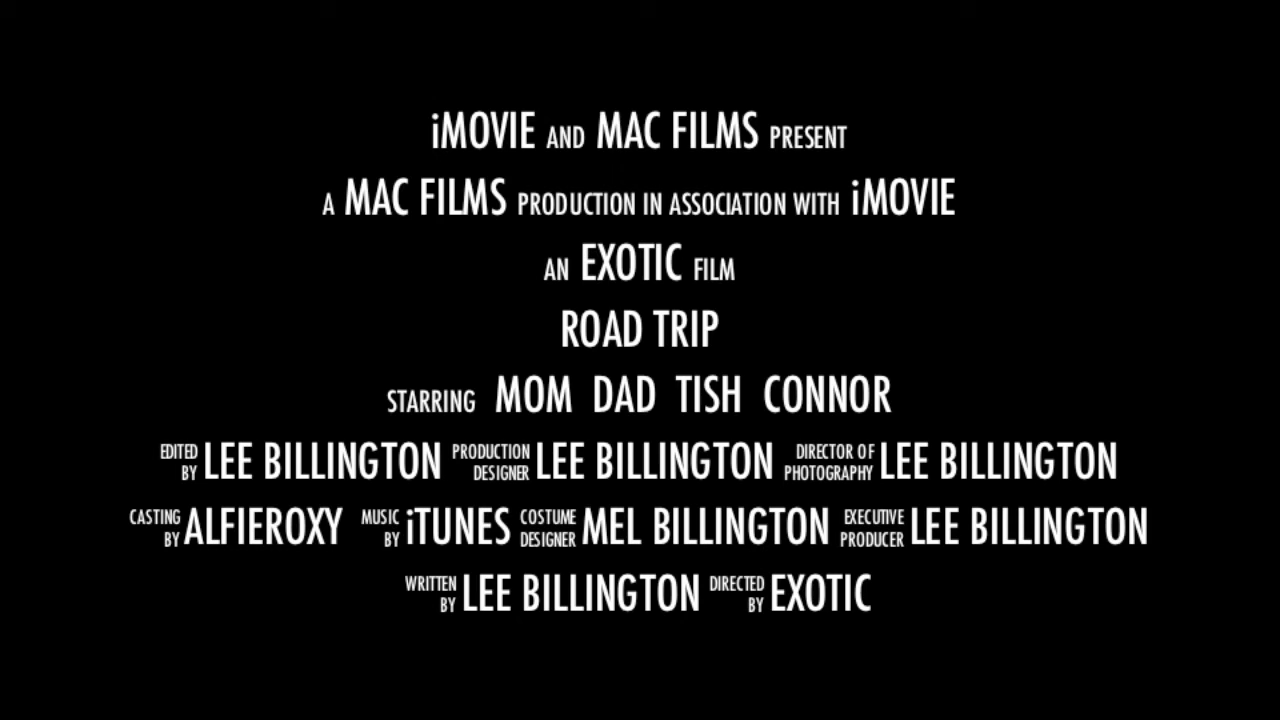 iMOVIE AND MAC FILMS PRESENT
A MAC FILMS PRODUCTION IN ASSOCIATION WITH iMOVIE
AN EXOTIC FILM
ROAD TRIP
STARRING MOM DAD TISH CONNOR
EDITED BY LEE BILLINGTON PRODUCTION DESIGNER LEE BILLINGTON DIRECTOR OF PHOTOGRAPHY LEE BILLINGTON
CASTING BY ALFIEROXY MUSIC BY iTUNES COSTUME DESIGNER MEL BILLINGTON EXECUTIVE PRODUCER LEE BILLINGTON
WRITTEN BY LEE BILLINGTON DIRECTED BY EXOTIC